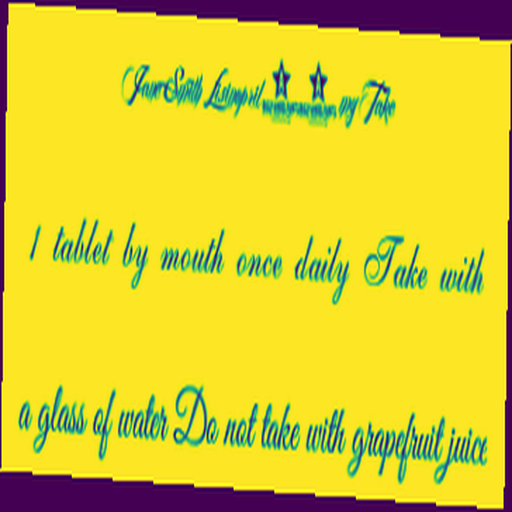 Jane Smith Lisinopril mg Take
1 tablet by mouth once daily Take with
a glass of water Do not take with grapefruit juice